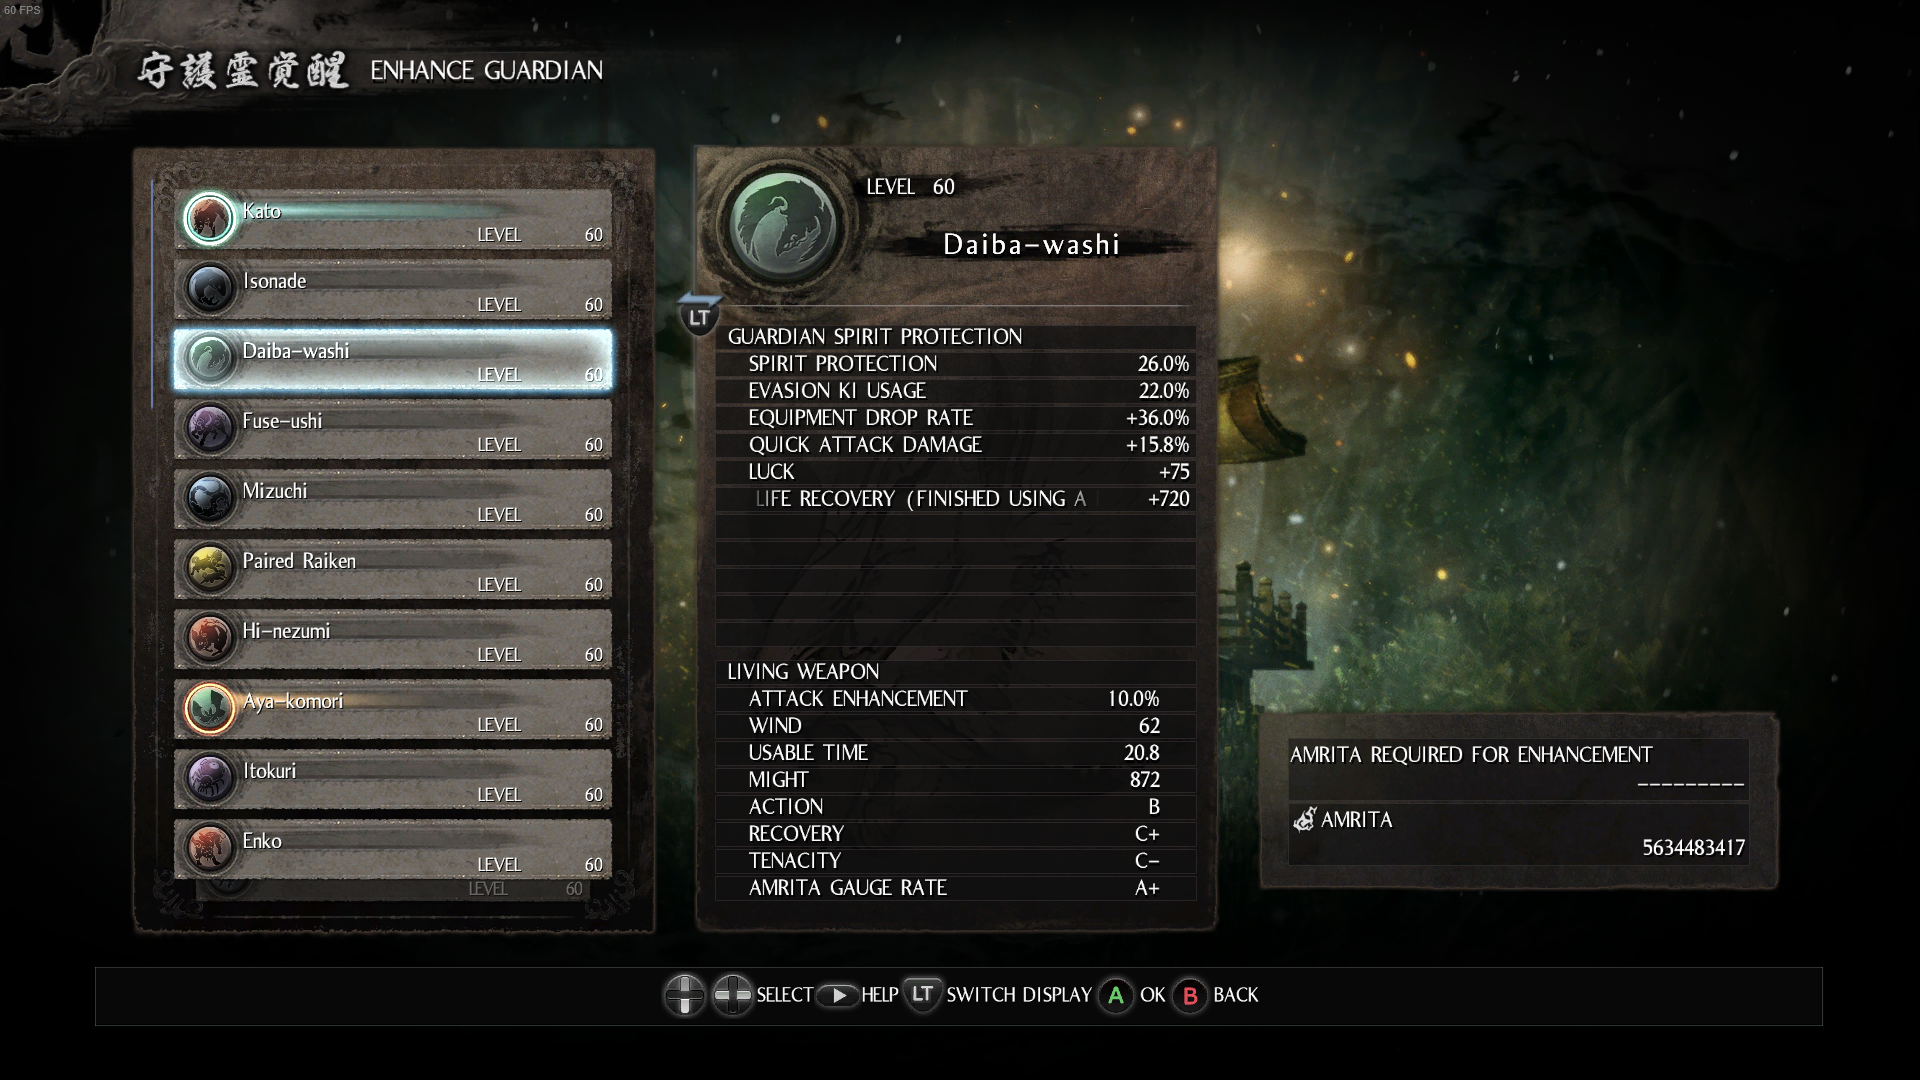 60 FPS
守護霊覚醒 ENHANCE GUARDIAN
Kato
LEVEL 60
Isonade
LEVEL 60
Daiba-washi
LEVEL 60
Fuse-ushi
LEVEL 60
Mizuchi
LEVEL 60
Paired Raiken
LEVEL 60
Hi-nezumi
LEVEL 60
Aya-komori
LEVEL 60
Itokuri
LEVEL 60
Enko
LEVEL 60
LEVEL 60
LEVEL 60
Daiba-washi
LT
GUARDIAN SPIRIT PROTECTION
SPIRIT PROTECTION 26.0%
EVASION KI USAGE 22.0%
EQUIPMENT DROP RATE +36.0%
QUICK ATTACK DAMAGE +15.8%
LUCK +75
LIFE RECOVERY (FINISHED USING A +720
LIVING WEAPON
ATTACK ENHANCEMENT 10.0%
WIND 62
USABLE TIME 20.8
MIGHT 872
ACTION B
RECOVERY C+
TENACITY C-
AMRITA GAUGE RATE A+
AMRITA REQUIRED FOR ENHANCEMENT
---------
AMRITA
5634483417
SELECT HELP LT SWITCH DISPLAY A OK B BACK